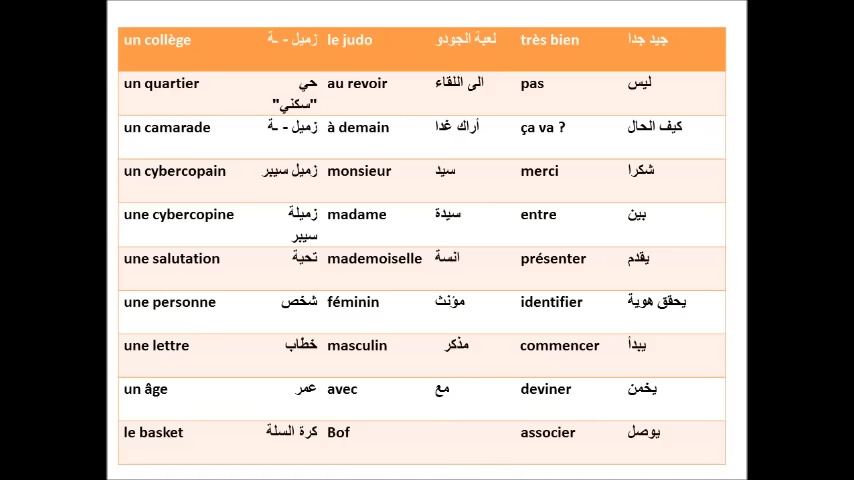 un collège زميل - ـة le judo لعبة الجودو très bien جيد جدا
un quartier حي au revoir الى اللقاء pas ليس
"سكني"
un camarade زميل - ـة à demain أراك غدا ça va ? كيف الحال
un cybercopain زميل سيبر monsieur سيد merci شكرا
une cybercopine زميلة madame سيدة entre بين
سيبر
une salutation تحية mademoiselle انسة présenter يقدم
une personne شخص féminin مؤنث identifier يحقق هوية
une lettre خطاب masculin مذكر commencer يبدأ
un âge عمر avec مع deviner يخمن
le basket كرة السلة Bof associer يوصل